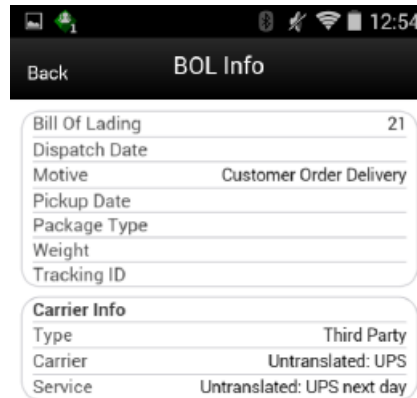 1
12:54
Back
BOL Info
Bill Of Lading 21
Dispatch Date
Motive Customer Order Delivery
Pickup Date
Package Type
Weight
Tracking ID
Carrier Info
Type Third Party
Carrier Untranslated: UPS
Service Untranslated: UPS next day